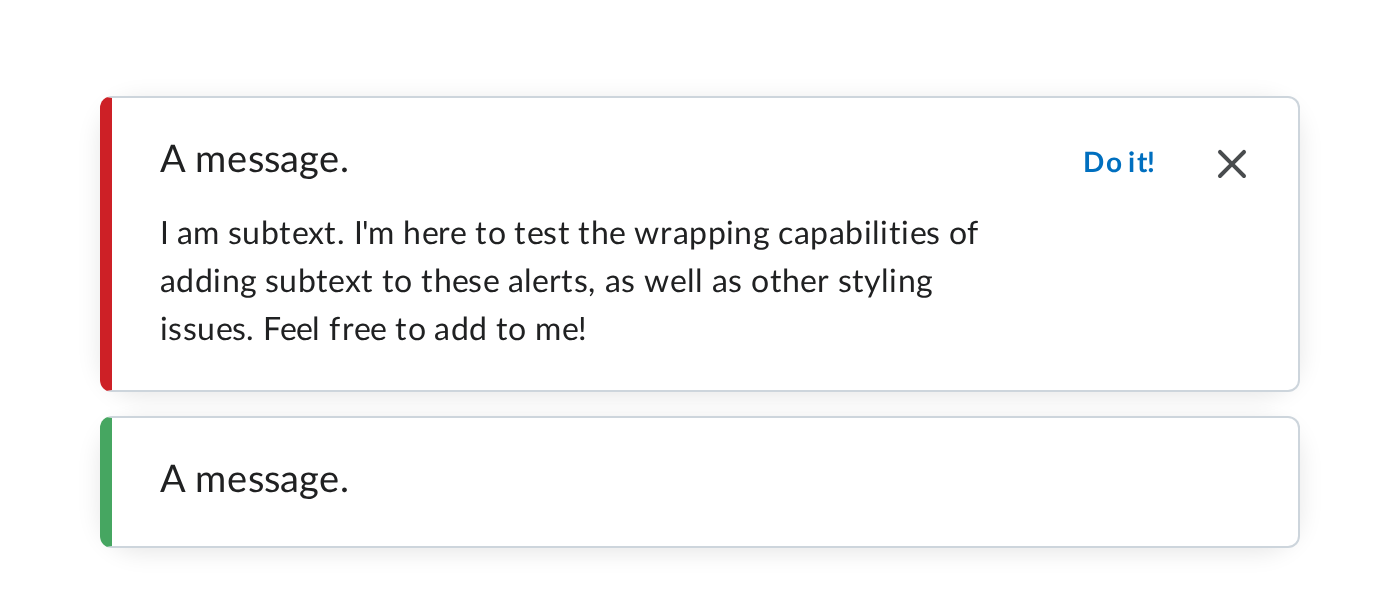 A message.
Do it!
I am subtext. I'm here to test the wrapping capabilities of
adding subtext to these alerts, as well as other styling
issues. Feel free to add to me!
A message.